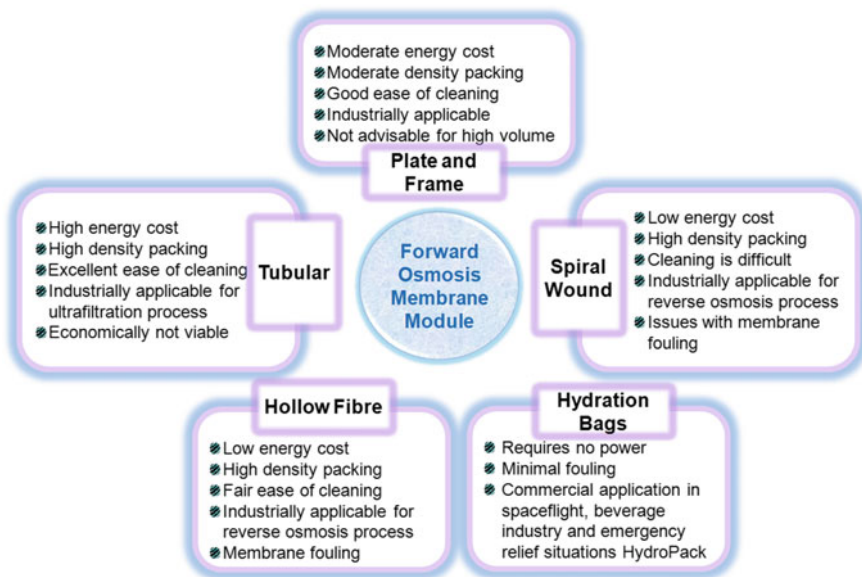 Moderate energy cost
Moderate density packing
Good ease of cleaning
Industrially applicable
Not advisable for high volume
Plate and
Frame
High energy cost
High density packing
Excellent ease of cleaning
Industrially applicable for
ultrafiltration process
Economically not viable
Tubular
Forward
Osmosis
Membrane
Module
Spiral
Wound
Low energy cost
High density packing
Cleaning is difficult
Industrially applicable for
reverse osmosis process
Issues with membrane
fouling
Hollow Fibre
Low energy cost
High density packing
Fair ease of cleaning
Industrially applicable for
reverse osmosis process
Membrane fouling
Hydration
Bags
Requires no power
Minimal fouling
Commercial application in
spaceflight, beverage
industry and emergency
relief situations HydroPack